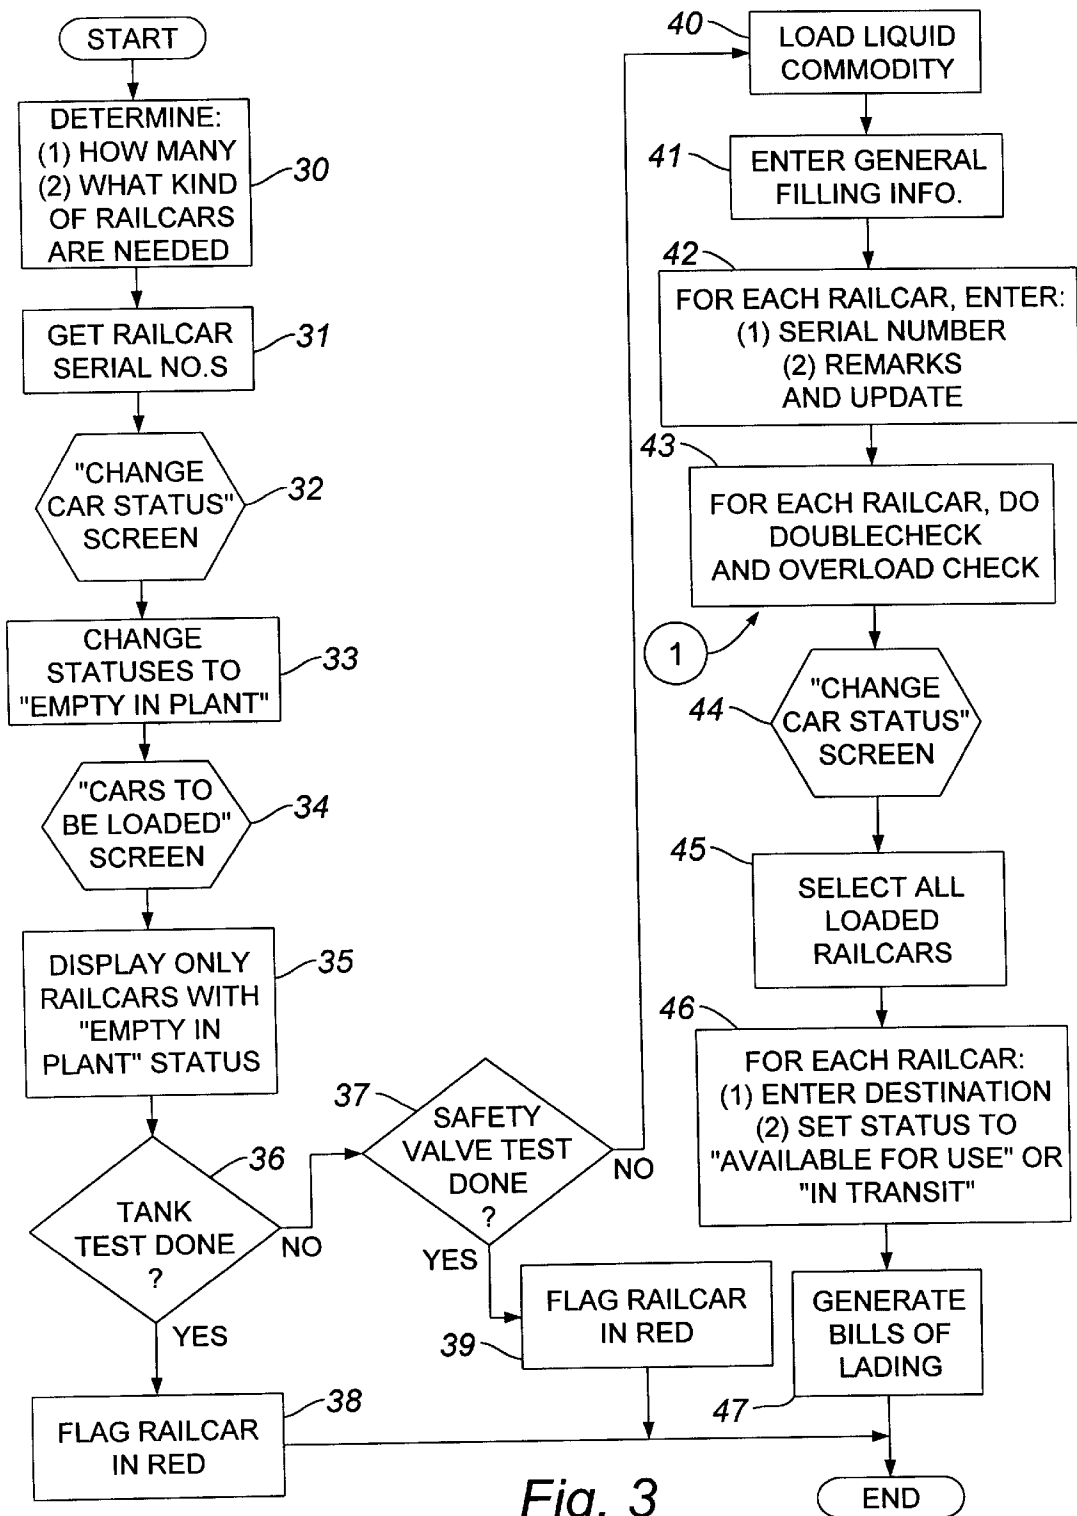 START
DETERMINE:
(1) HOW MANY
(2) WHAT KIND
OF RAILCARS
ARE NEEDED
30
GET RAILCAR
SERIAL NO.S
31
"CHANGE
CAR STATUS"
SCREEN
32
CHANGE
STATUSES TO
"EMPTY IN PLANT"
33
"CARS TO
BE LOADED"
SCREEN
34
DISPLAY ONLY
RAILCARS WITH
"EMPTY IN
PLANT" STATUS
35
TANK
TEST DONE
?
36
NO
YES
37
SAFETY
VALVE TEST
DONE
?
NO
YES
FLAG RAILCAR
IN RED
38
FLAG RAILCAR
IN RED
39
40
LOAD LIQUID
COMMODITY
41
ENTER GENERAL
FILLING INFO.
42
FOR EACH RAILCAR, ENTER:
(1) SERIAL NUMBER
(2) REMARKS
AND UPDATE
43
FOR EACH RAILCAR, DO
DOUBLECHECK
AND OVERLOAD CHECK
1
44
"CHANGE
CAR STATUS"
SCREEN
45
SELECT ALL
LOADED
RAILCARS
46
FOR EACH RAILCAR:
(1) ENTER DESTINATION
(2) SET STATUS TO
"AVAILABLE FOR USE" OR
"IN TRANSIT"
GENERATE
BILLS OF
LADING
47
END
Fig. 3